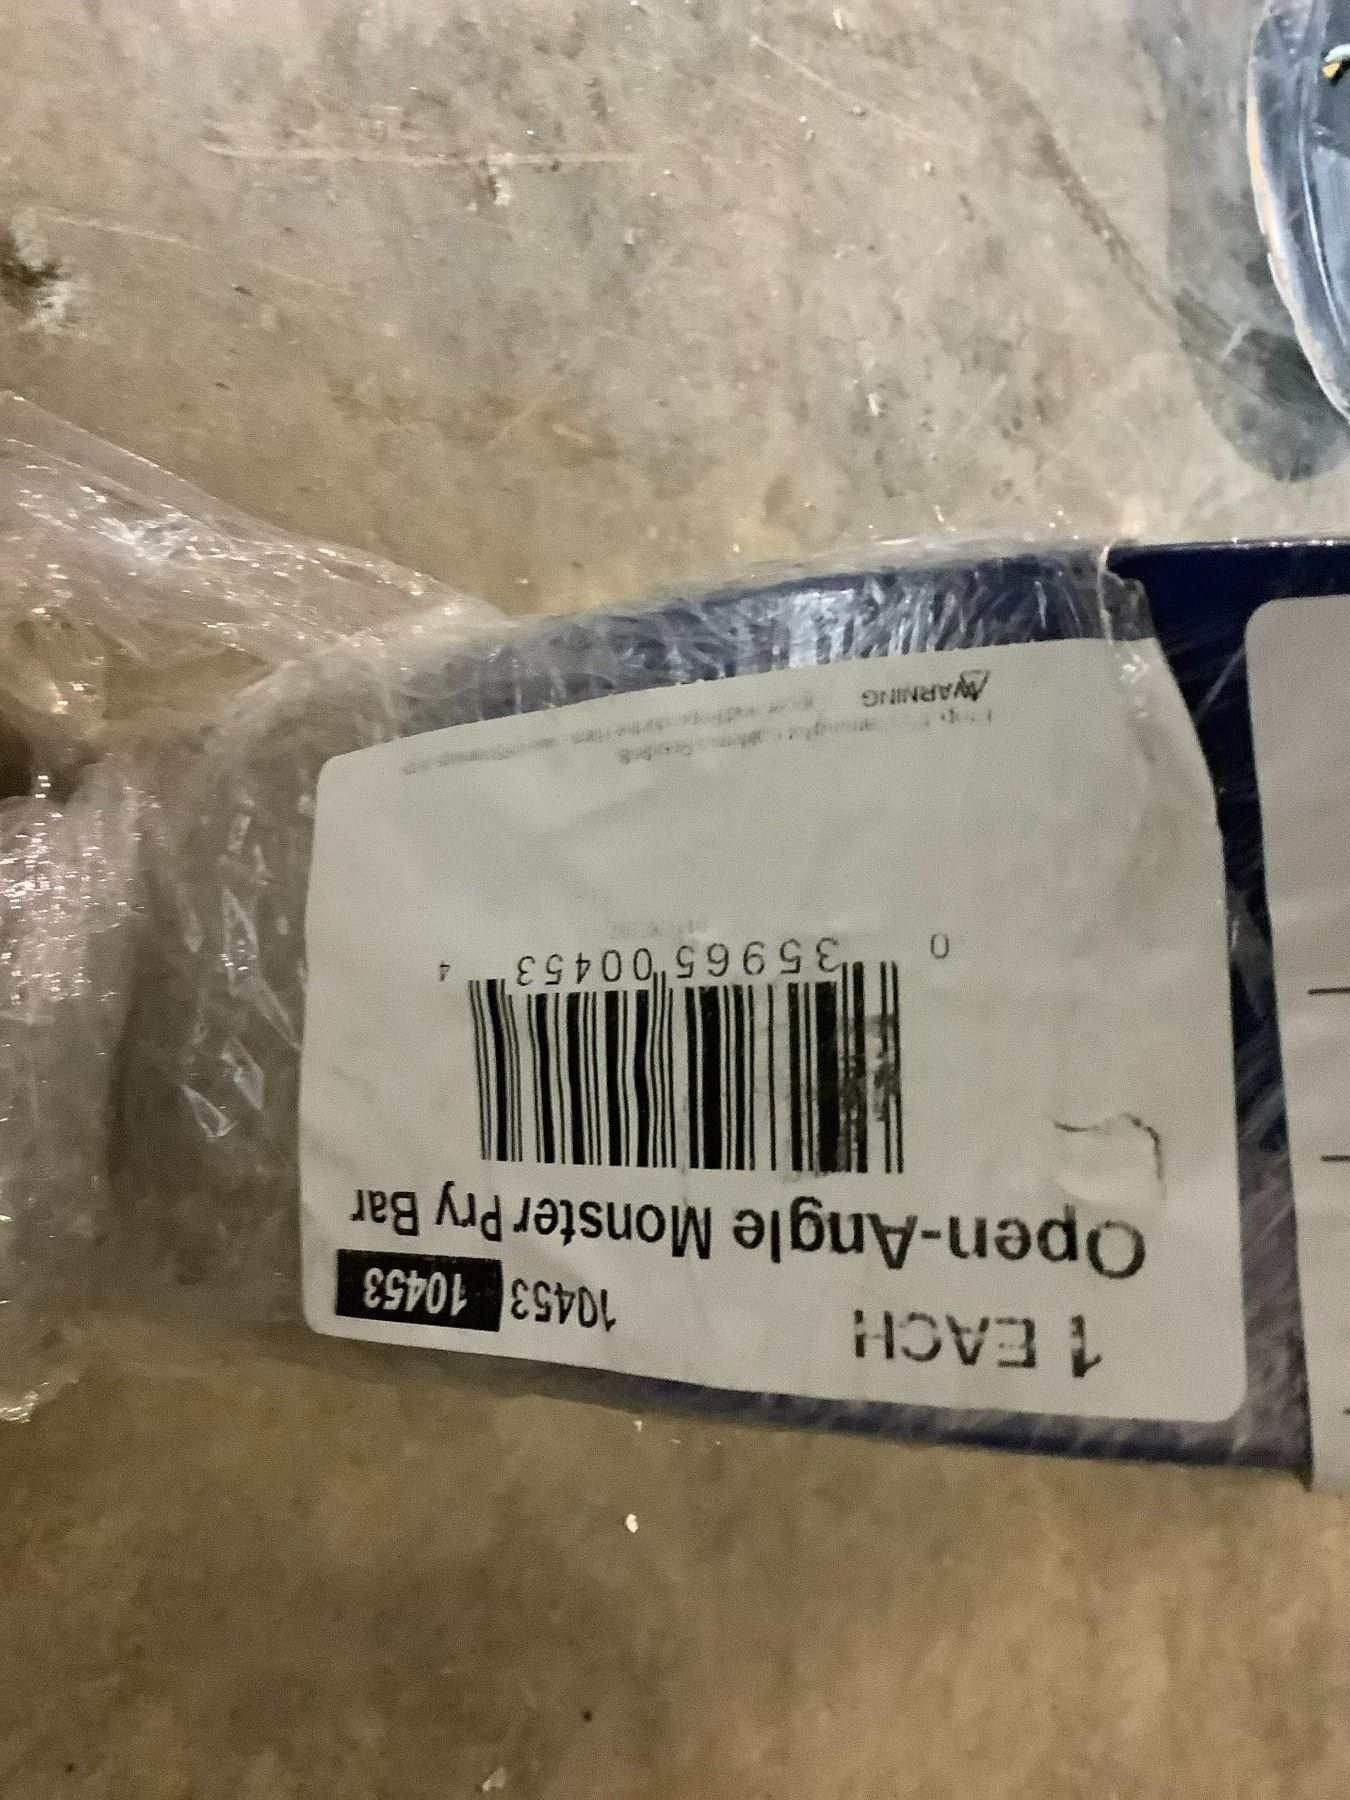 1 EACH
10453 10453
Open-Angle Monster Pry Bar
0 35965 00453 4
WARNING